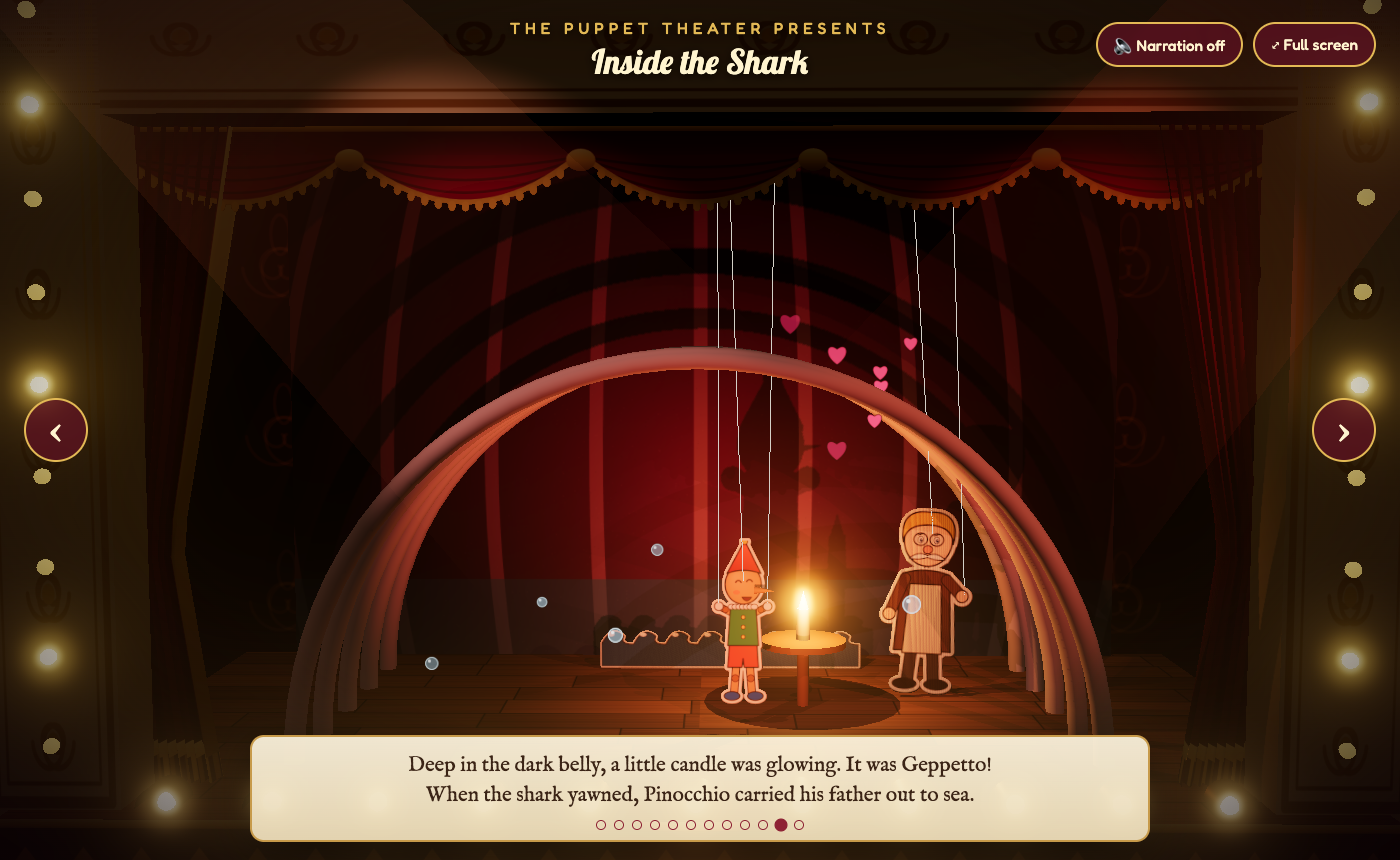 THE PUPPET THEATER PRESENTS
Inside the Shark
Narration off
Full screen
Deep in the dark belly, a little candle was glowing. It was Geppetto!
When the shark yawned, Pinocchio carried his father out to sea.